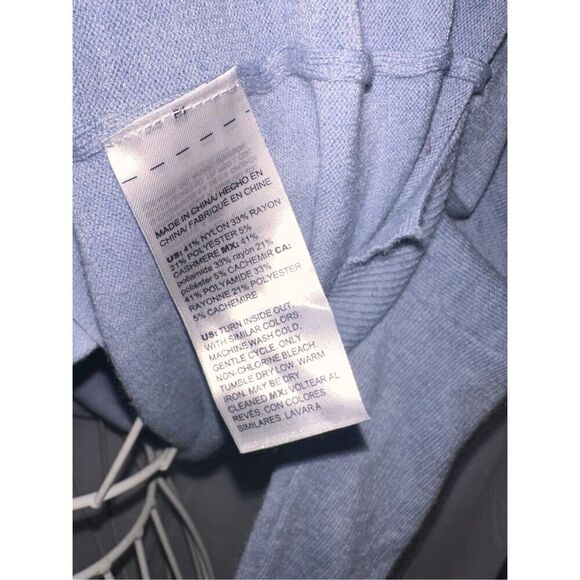 MADE IN CHINA/ HECHO EN
CHINA/ FABRIQUÉ EN CHINE
US: 41% NYLON 33% RAYON
21% POLYESTER 5%
CASHMERE MX: 41%
poliamida 33% rayón 21%
poliéster 5% CACHEMIR CA:
41% POLYAMIDE 33%
RAYONNE 21% POLYESTER
5% CACHEMIRE
US: TURN INSIDE OUT.
WITH SIMILAR COLORS.
MACHINE WASH COLD.
GENTLE CYCLE. ONLY
NON-CHLORINE BLEACH.
TUMBLE DRY LOW. WARM
IRON. MAY BE DRY
CLEANED MX: VOLTEAR AL
REVÉS. CON COLORES
SIMILARES. LAVAR A